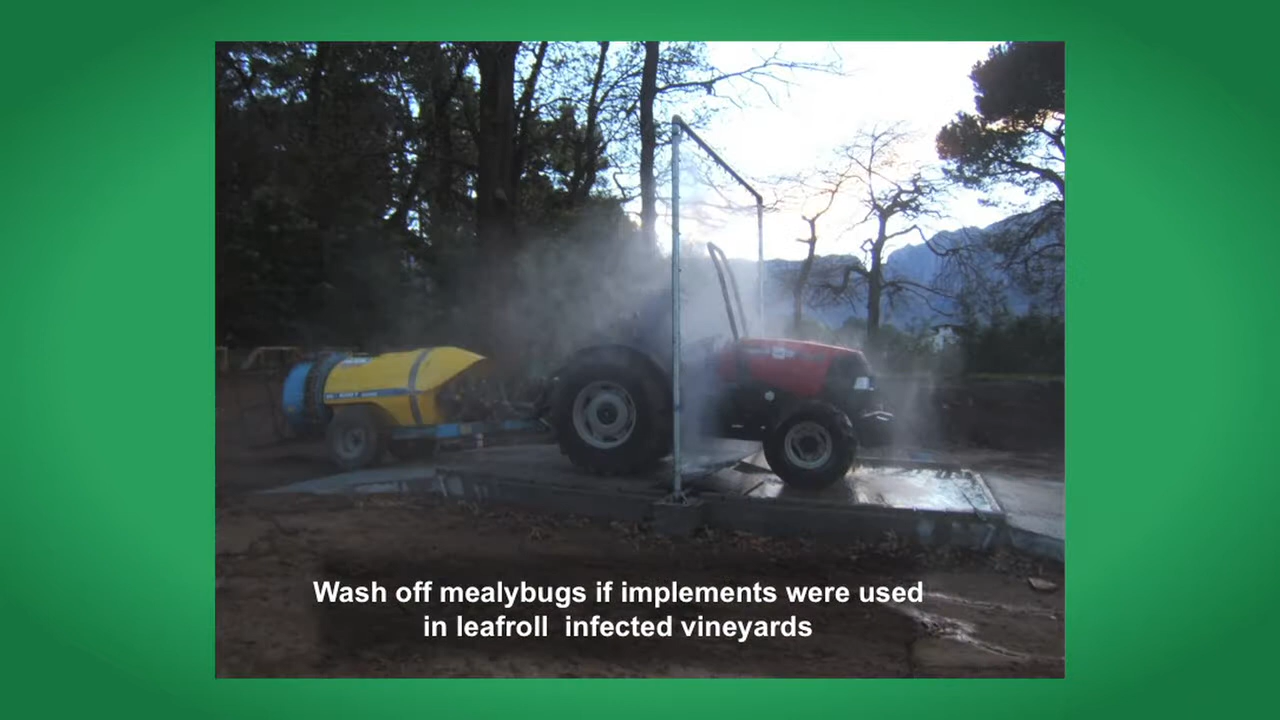 Wash off mealybugs if implements were used
in leafroll  infected vineyards